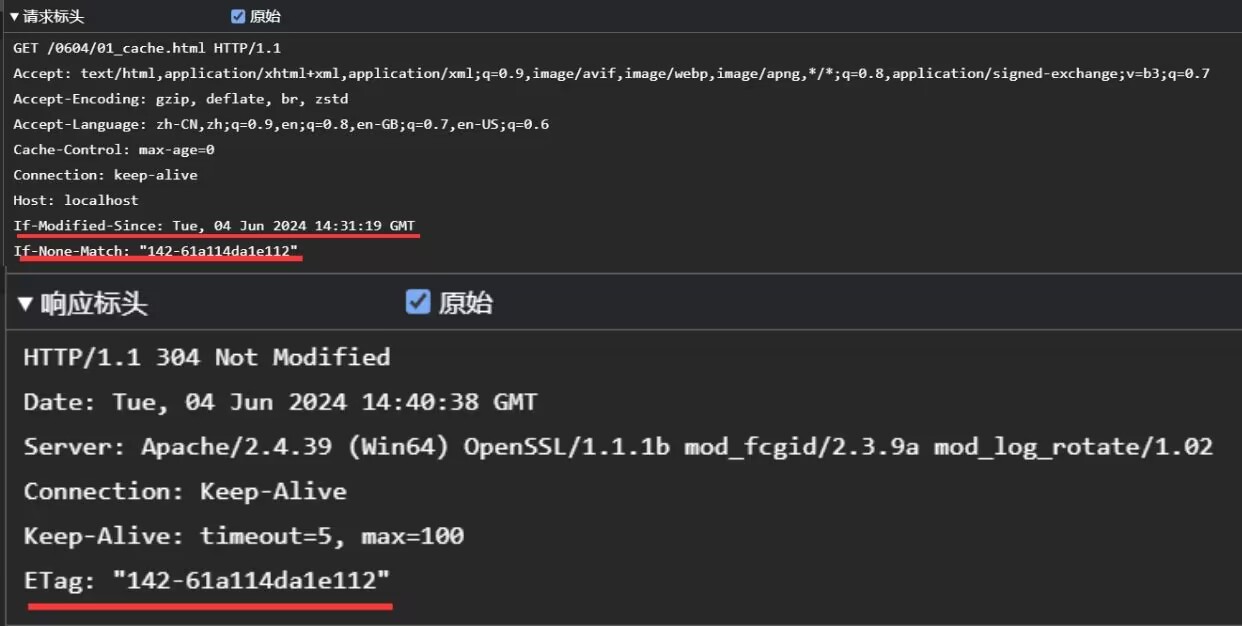 ▼请求标头 原始
GET /0604/01_cache.html HTTP/1.1
Accept: text/html,application/xhtml+xml,application/xml;q=0.9,image/avif,image/webp,image/apng,*/*;q=0.8,application/signed-exchange;v=b3;q=0.7
Accept-Encoding: gzip, deflate, br, zstd
Accept-Language: zh-CN,zh;q=0.9,en;q=0.8,en-GB;q=0.7,en-US;q=0.6
Cache-Control: max-age=0
Connection: keep-alive
Host: localhost
If-Modified-Since: Tue, 04 Jun 2024 14:31:19 GMT
If-None-Match: "142-61a114da1e112"
▼响应标头 原始
HTTP/1.1 304 Not Modified
Date: Tue, 04 Jun 2024 14:40:38 GMT
Server: Apache/2.4.39 (Win64) OpenSSL/1.1.1b mod_fcgid/2.3.9a mod_log_rotate/1.02
Connection: Keep-Alive
Keep-Alive: timeout=5, max=100
ETag: "142-61a114da1e112"